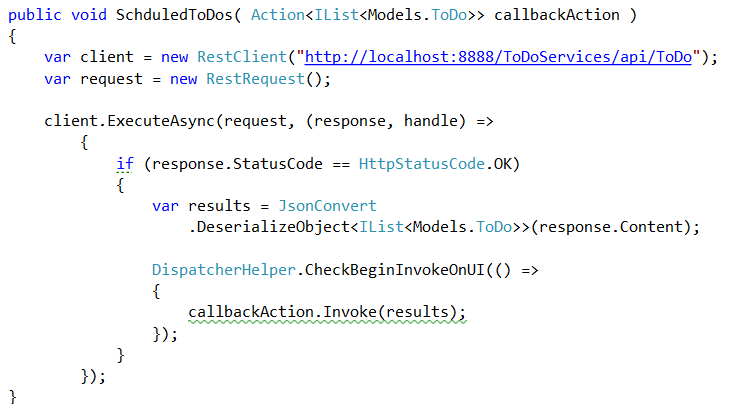 public void SchduledToDos( Action<IList<Models.ToDo>> callbackAction )
{
    var client = new RestClient("http://localhost:8888/ToDoServices/api/ToDo");
    var request = new RestRequest();

    client.ExecuteAsync(request, (response, handle) =>
        {
            if (response.StatusCode == HttpStatusCode.OK)
            {
                var results = JsonConvert
                    .DeserializeObject<IList<Models.ToDo>>(response.Content);

                DispatcherHelper.CheckBeginInvokeOnUI(() =>
                {
                    callbackAction.Invoke(results);
                });
            }
        });
}